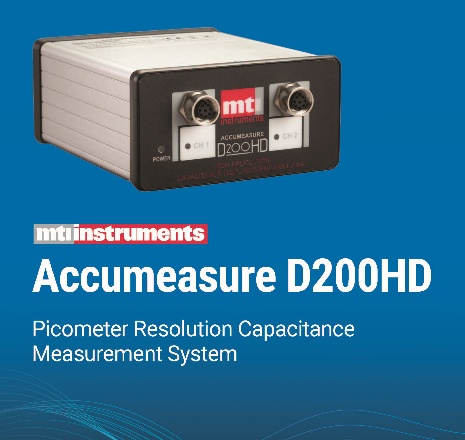 mti
instruments
CH 1
CH 2
ACCUMEASURE
D200HD
POWER
mtiinstruments
Accumeasure D200HD
Picometer Resolution Capacitance
Measurement System